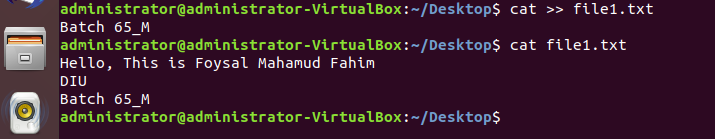 administrator@administrator-VirtualBox:~/Desktop$ cat >> file1.txt
Batch 65_M
administrator@administrator-VirtualBox:~/Desktop$ cat file1.txt
Hello, This is Foysal Mahamud Fahim
DIU
Batch 65_M
administrator@administrator-VirtualBox:~/Desktop$